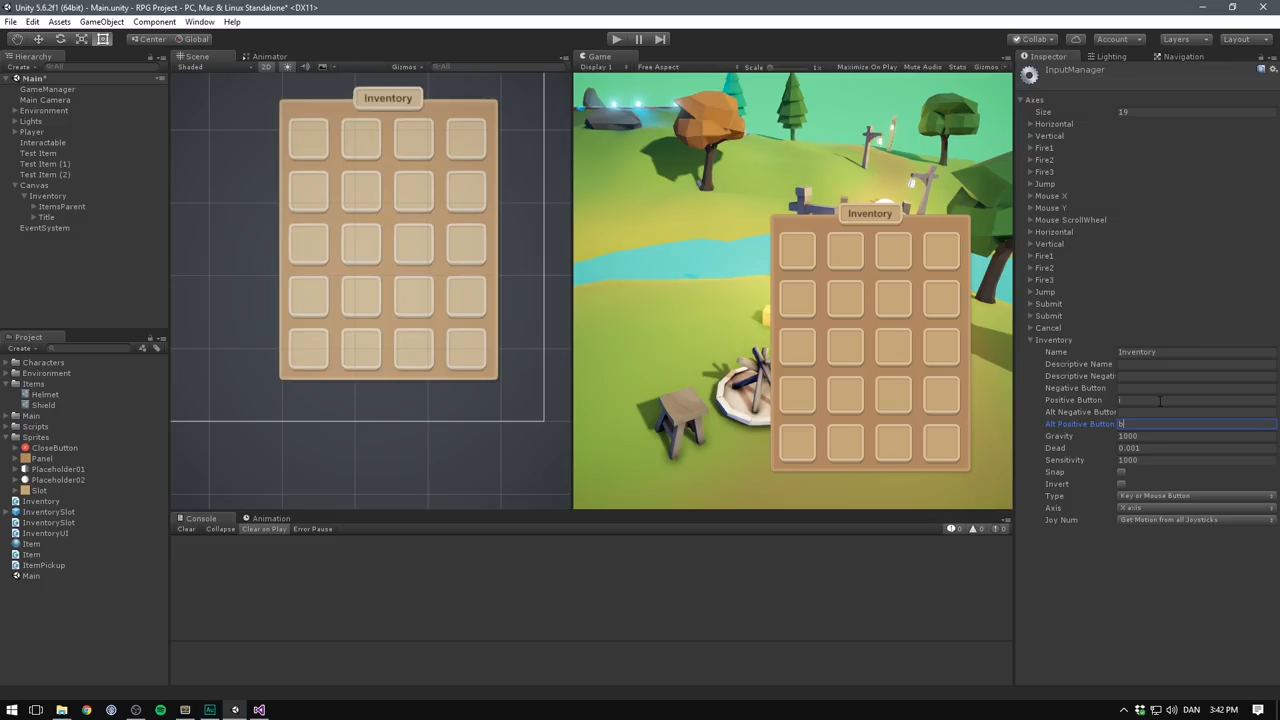 Unity 5.6.2f1 (64bit) - Main.unity - RPG Project - PC, Mac & Linux Standalone* <DX11>
File Edit Assets GameObject Component Window Help
Center Global Collab Account Layers Layout
Hierarchy
Create All
Main*
GameManager
Main Camera
Environment
Lights
Player
Interactable
Test Item
Test Item (1)
Test Item (2)
Canvas
Inventory
ItemsParent
Title
EventSystem
Project
Create
Characters
Environment
Items
Helmet
Shield
Main
Scripts
Sprites
CloseButton
Panel
Placeholder01
Placeholder02
Slot
Inventory
InventorySlot
InventorySlot
InventoryUI
Item
Item
ItemPickup
Main
Scene Animator
Shaded 2D Gizmos All
Inventory
Game
Display 1 Free Aspect Scale 1x Maximize On Play Mute Audio Stats Gizmos
Inventory
Console Animation
Clear Collapse Clear on Play Error Pause 0 0 0
Inspector Lighting Navigation
InputManager
Axes
Size 19
Horizontal
Vertical
Fire1
Fire2
Fire3
Jump
Mouse X
Mouse Y
Mouse ScrollWheel
Horizontal
Vertical
Fire1
Fire2
Fire3
Jump
Submit
Submit
Cancel
Inventory
Name Inventory
Descriptive Name
Descriptive Negati
Negative Button
Positive Button i
Alt Negative Button
Alt Positive Button b
Gravity 1000
Dead 0.001
Sensitivity 1000
Snap
Invert
Type Key or Mouse Button
Axis X axis
Joy Num Get Motion from all Joysticks
Au DAN 3:42 PM